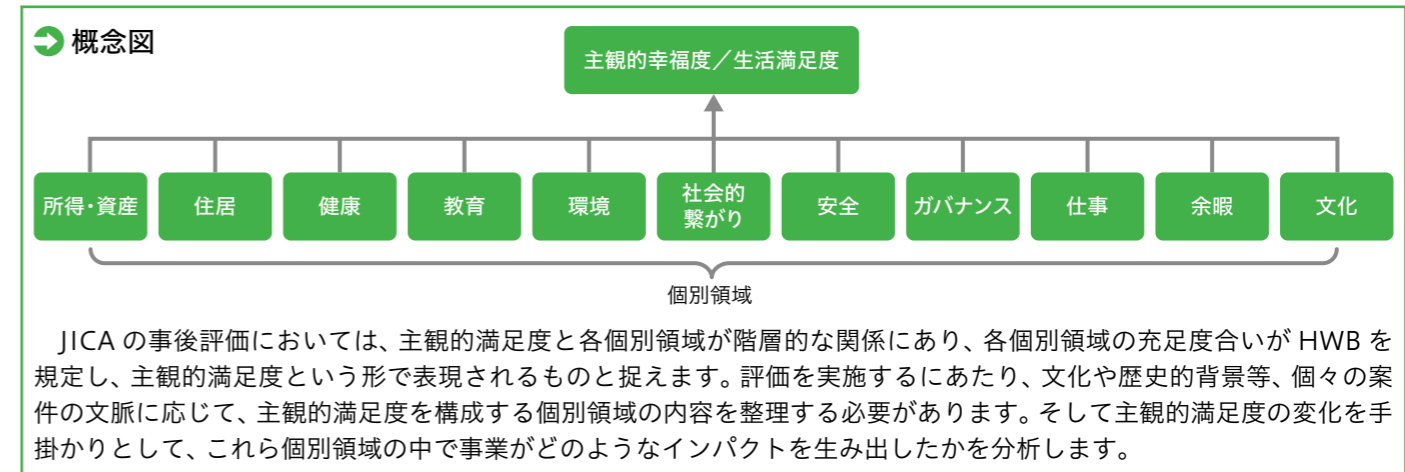 概念図
主観的幸福度／生活満足度
所得・資産
住居
健康
教育
環境
社会的
繋がり
安全
ガバナンス
仕事
余暇
文化
個別領域
JICA の事後評価においては、主観的満足度と各個別領域が階層的な関係にあり、各個別領域の充足度合いが HWB を
規定し、主観的満足度という形で表現されるものと捉えます。評価を実施するにあたり、文化や歴史的背景等、個々の案
件の文脈に応じて、主観的満足度を構成する個別領域の内容を整理する必要があります。そして主観的満足度の変化を手
掛かりとして、これら個別領域の中で事業がどのようなインパクトを生み出したかを分析します。